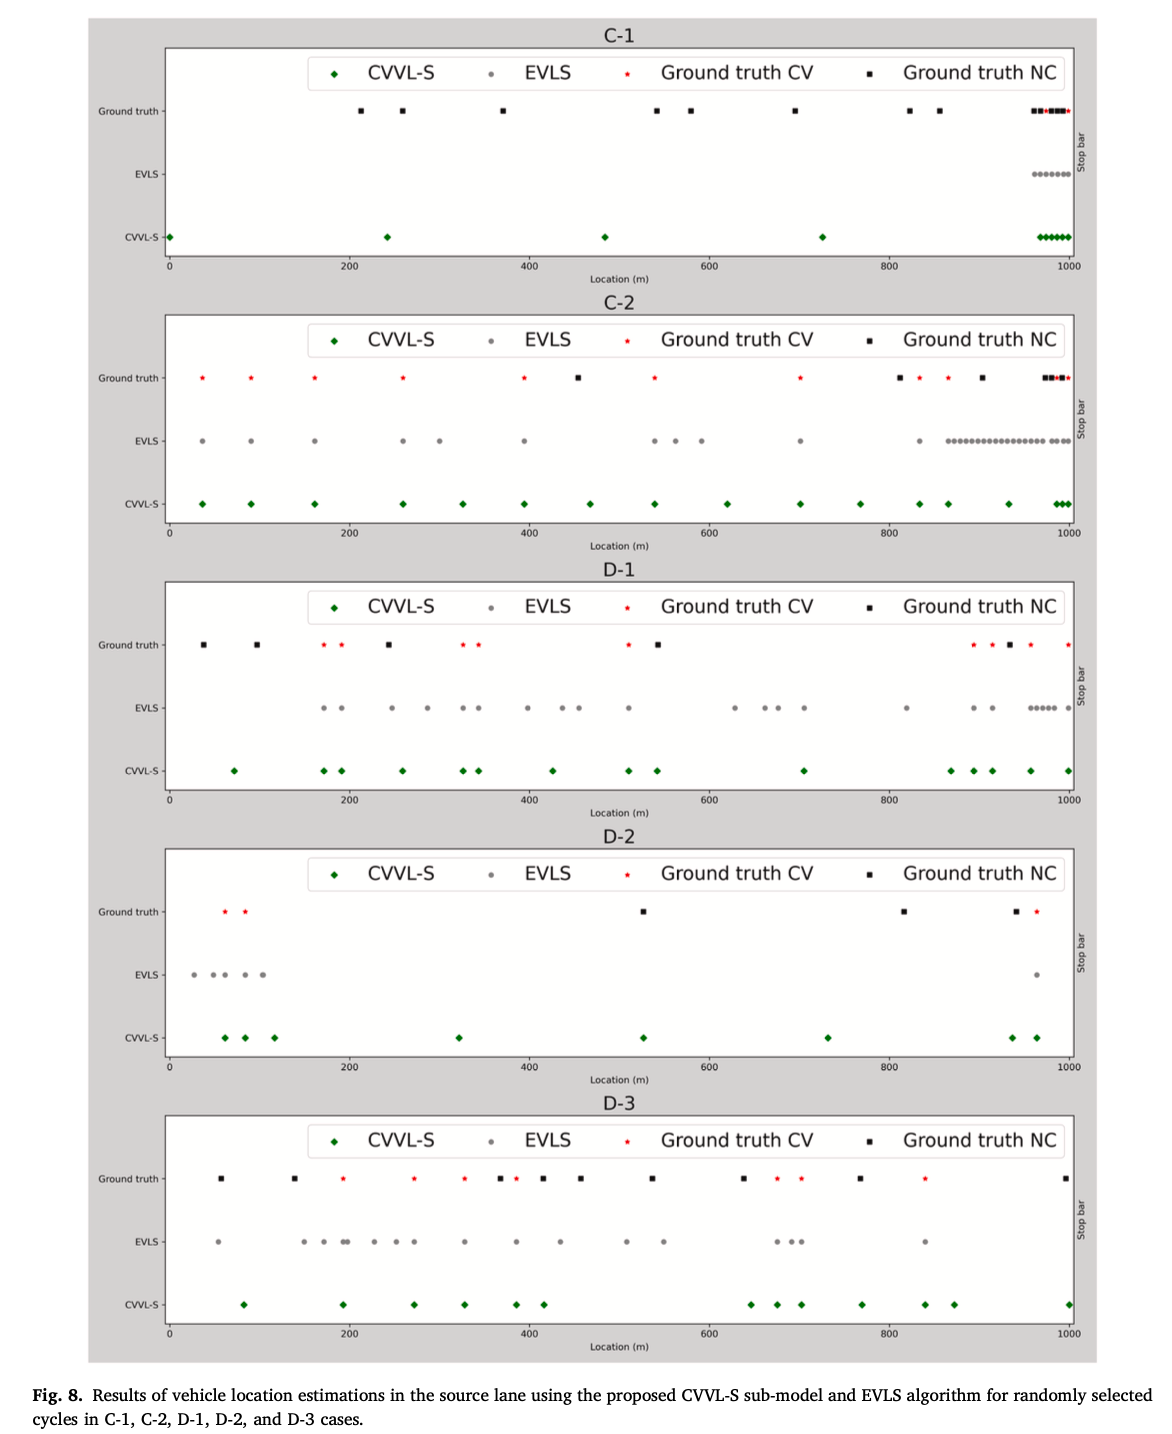 C-1
CVVL-S EVLS Ground truth CV Ground truth NC
Ground truth
EVLS
CVVL-S
Stop bar
0 200 400 600 800 1000
Location (m)
C-2
CVVL-S EVLS Ground truth CV Ground truth NC
Ground truth
EVLS
CVVL-S
Stop bar
0 200 400 600 800 1000
Location (m)
D-1
CVVL-S EVLS Ground truth CV Ground truth NC
Ground truth
EVLS
CVVL-S
Stop bar
0 200 400 600 800 1000
Location (m)
D-2
CVVL-S EVLS Ground truth CV Ground truth NC
Ground truth
EVLS
CVVL-S
Stop bar
0 200 400 600 800 1000
Location (m)
D-3
CVVL-S EVLS Ground truth CV Ground truth NC
Ground truth
EVLS
CVVL-S
Stop bar
0 200 400 600 800 1000
Location (m)
Fig. 8. Results of vehicle location estimations in the source lane using the proposed CVVL-S sub-model and EVLS algorithm for randomly selected
cycles in C-1, C-2, D-1, D-2, and D-3 cases.